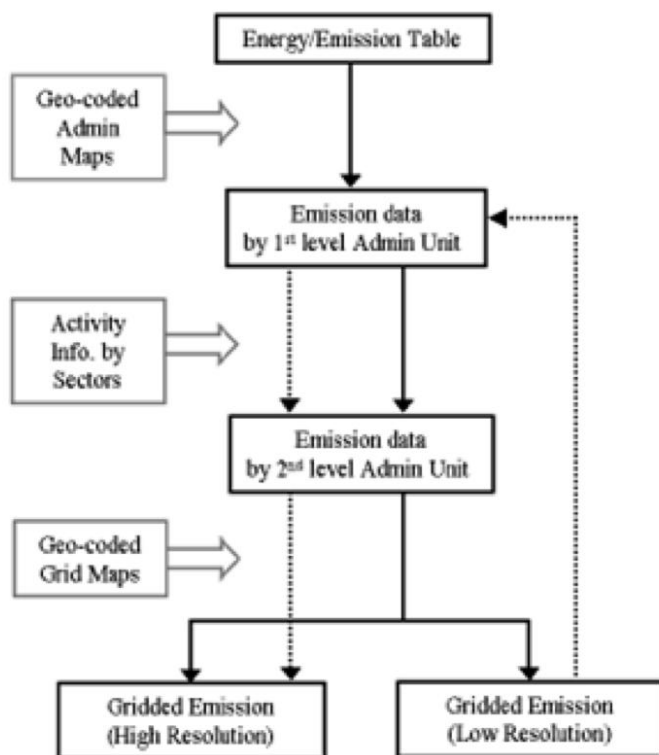 Energy/Emission Table
Geo-coded
Admin
Maps
Emission data
by 1st level Admin Unit
Activity
Info. by
Sectors
Emission data
by 2nd level Admin Unit
Geo-coded
Grid Maps
Gridded Emission
(High Resolution)
Gridded Emission
(Low Resolution)